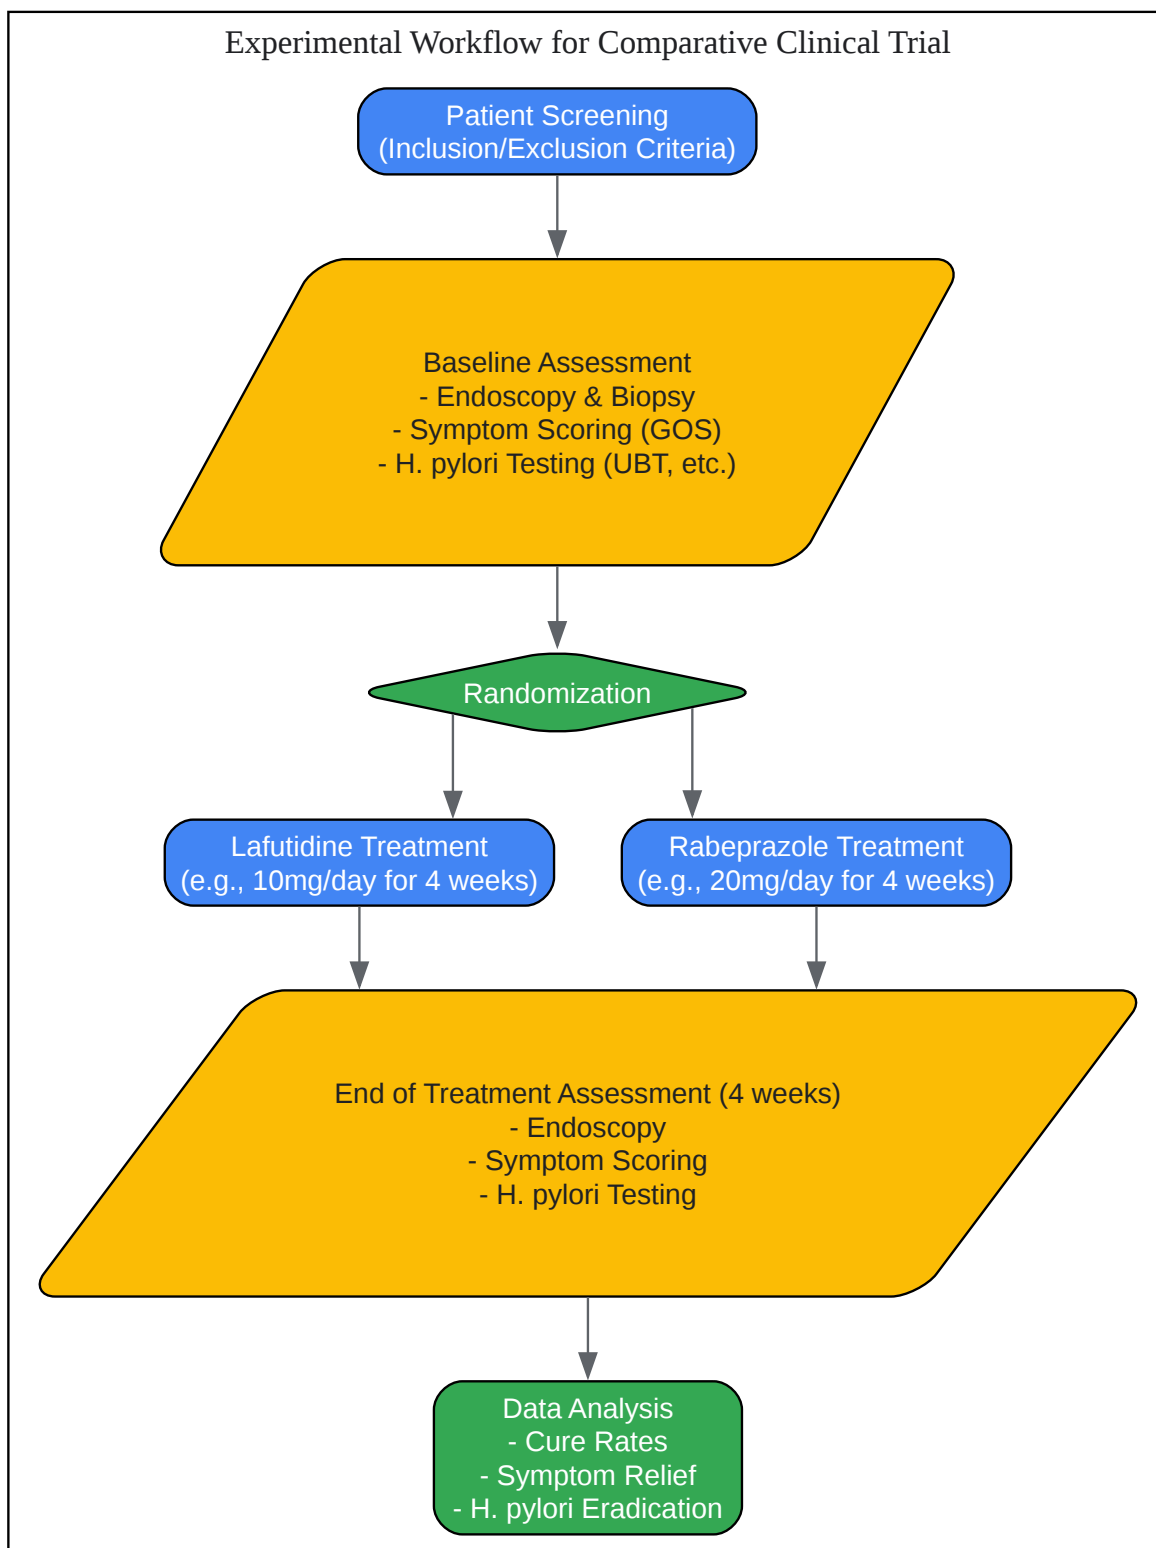 Experimental Workflow for Comparative Clinical Trial
Patient Screening
(Inclusion/Exclusion Criteria)
Baseline Assessment
- Endoscopy & Biopsy
- Symptom Scoring (GOS)
- H. pylori Testing (UBT, etc.)
Randomization
Lafutidine Treatment
(e.g., 10mg/day for 4 weeks)
Rabeprazole Treatment
(e.g., 20mg/day for 4 weeks)
End of Treatment Assessment (4 weeks)
- Endoscopy
- Symptom Scoring
- H. pylori Testing
Data Analysis
- Cure Rates
- Symptom Relief
- H. pylori Eradication